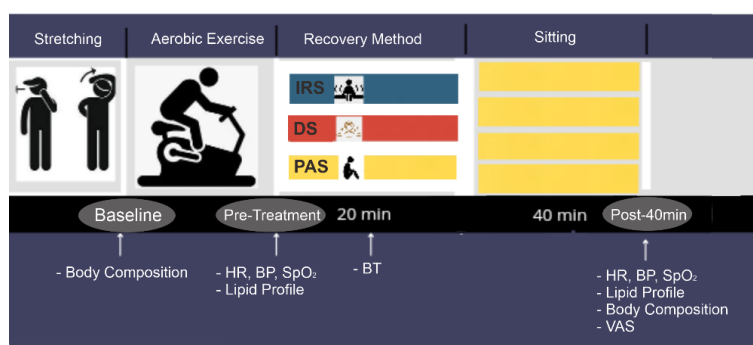 Stretching
Aerobic Exercise
Recovery Method
Sitting
IRS
DS
PAS
Baseline
Pre-Treatment
20 min
40 min
Post-40min
- Body Composition
- HR, BP, SpO₂
- Lipid Profile
- BT
- HR, BP, SpO₂
- Lipid Profile
- Body Composition
- VAS